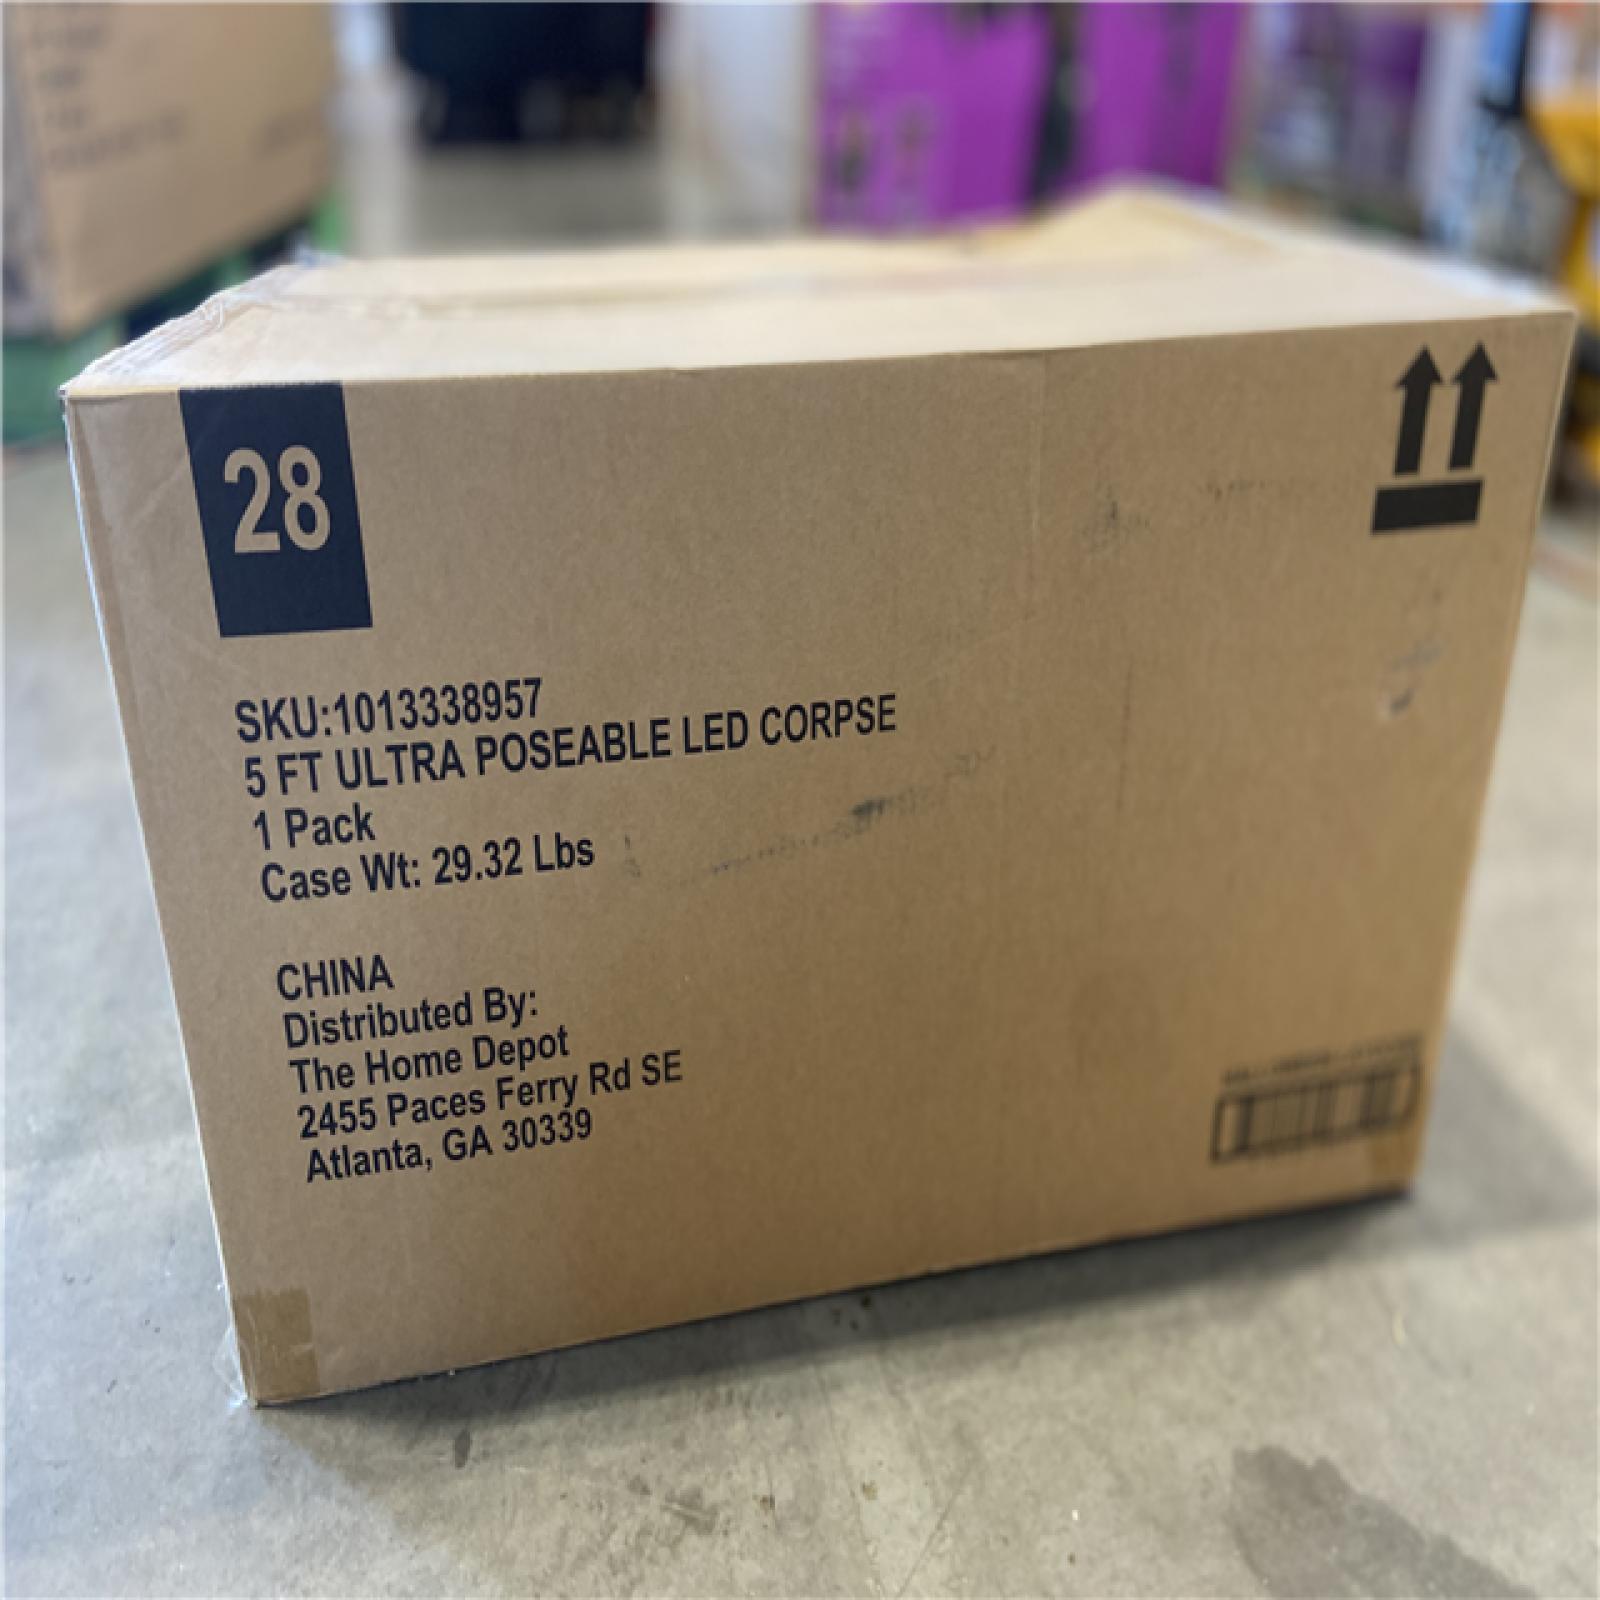 28
SKU:1013338957
5 FT ULTRA POSEABLE LED CORPSE
1 Pack
Case Wt: 29.32 Lbs
CHINA
Distributed By:
The Home Depot
2455 Paces Ferry Rd SE
Atlanta, GA 30339